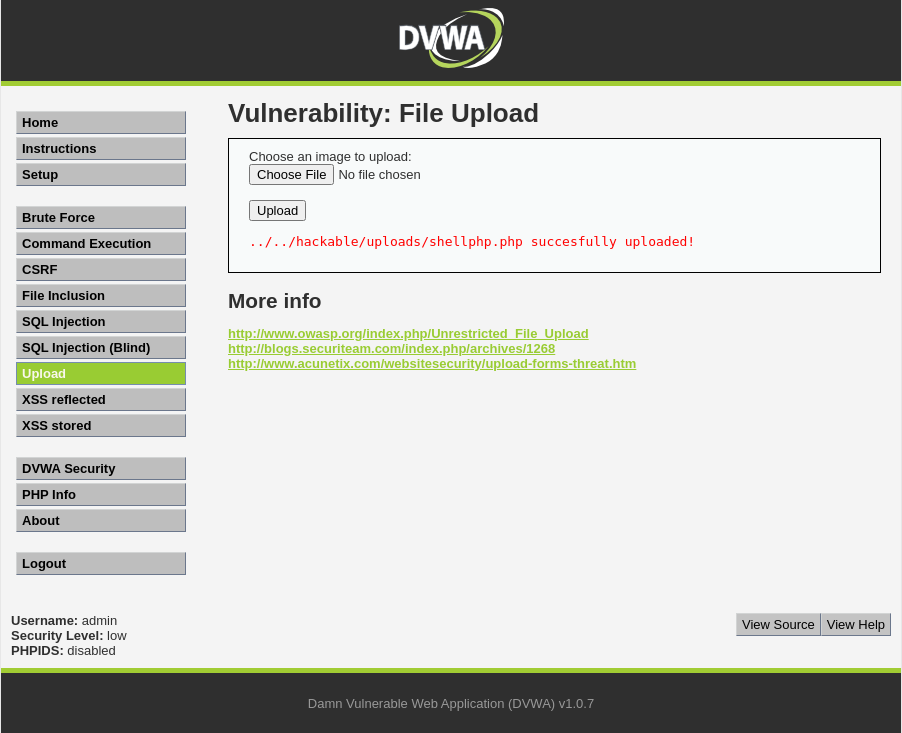 DVWA
Home
Instructions
Setup
Brute Force
Command Execution
CSRF
File Inclusion
SQL Injection
SQL Injection (Blind)
Upload
XSS reflected
XSS stored
DVWA Security
PHP Info
About
Logout
Vulnerability: File Upload
Choose an image to upload:
Choose File No file chosen
Upload
../../hackable/uploads/shellphp.php succesfully uploaded!
More info
http://www.owasp.org/index.php/Unrestricted_File_Upload
http://blogs.securiteam.com/index.php/archives/1268
http://www.acunetix.com/websitesecurity/upload-forms-threat.htm
Username: admin
Security Level: low
PHPIDS: disabled
View Source View Help
Damn Vulnerable Web Application (DVWA) v1.0.7